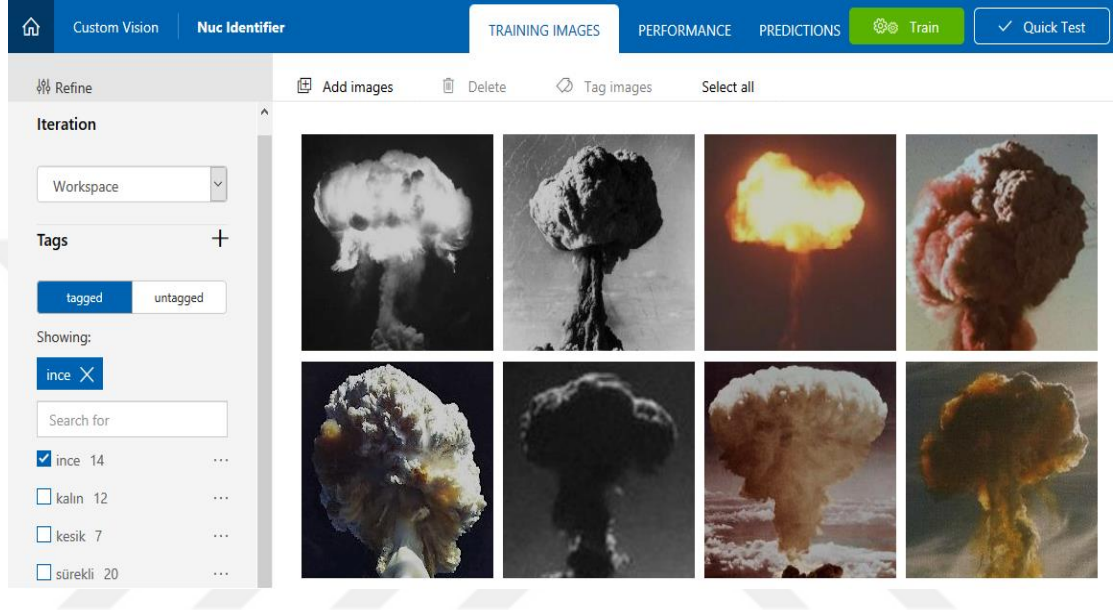 Custom Vision Nuc Identifier TRAINING IMAGES PERFORMANCE PREDICTIONS Train Quick Test
Refine Add images Delete Tag images Select all
Iteration
Workspace
Tags +
tagged untagged
Showing:
ince X
Search for
ince 14 ...
kalın 12 ...
kesik 7 ...
sürekli 20 ...